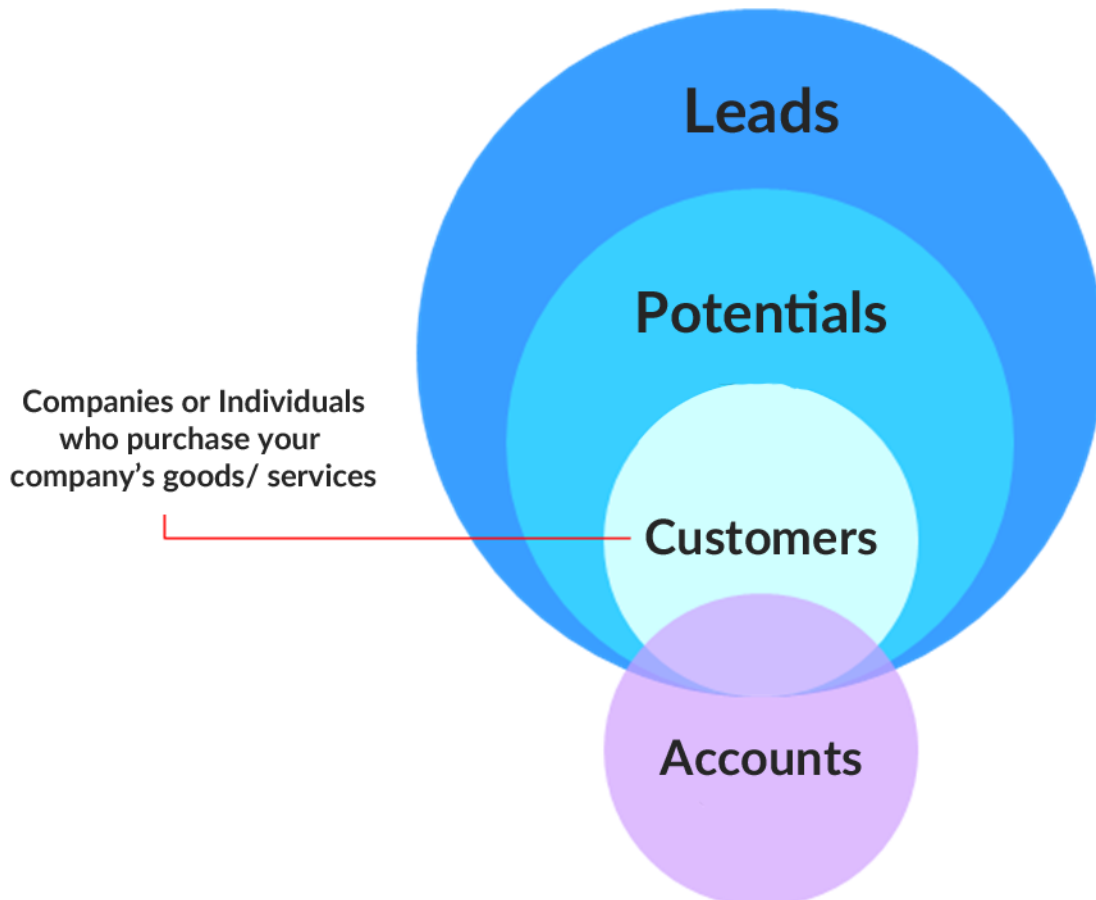 Leads
Potentials
Companies or Individuals
who purchase your
company’s goods/ services
Customers
Accounts